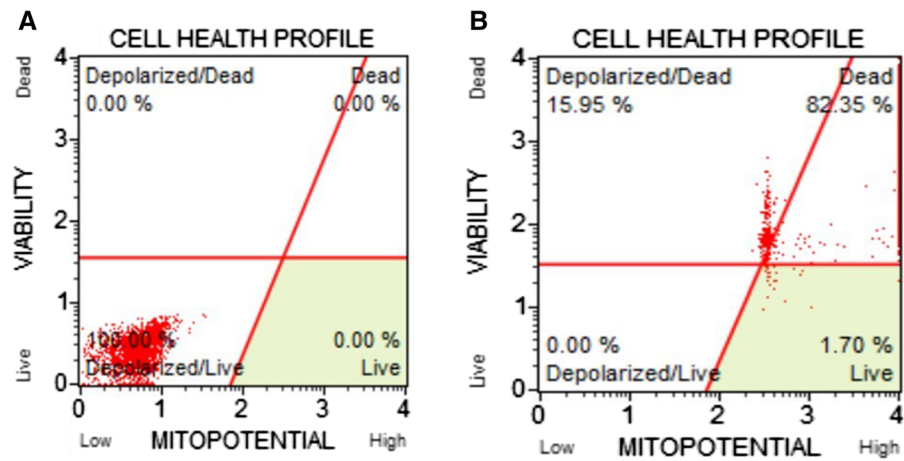 A
CELL HEALTH PROFILE
Dead
VIABILITY
Live
4
3
2
1
0
Depolarized/Dead
0.00 %
Dead
0.00 %
100.00 %
Depolarized/Live
0.00 %
Live
0 1 2 3 4
Low MITOPOTENTIAL High
B
CELL HEALTH PROFILE
Dead
VIABILITY
Live
4
3
2
1
0
Depolarized/Dead
15.95 %
Dead
82.35 %
0.00 %
Depolarized/Live
1.70 %
Live
0 1 2 3 4
Low MITOPOTENTIAL High